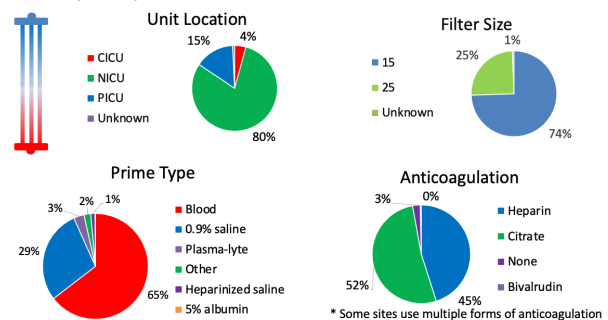 Unit Location
15%
4%
CICU
NICU
PICU
Unknown
80%
Filter Size
1%
25%
15
25
Unknown
74%
Prime Type
3%
2%
1%
29%
Blood
0.9% saline
Plasma-lyte
Other
Heparinized saline
5% albumin
65%
Anticoagulation
3%
0%
Heparin
Citrate
None
Bivalrudin
52%
45%
* Some sites use multiple forms of anticoagulation